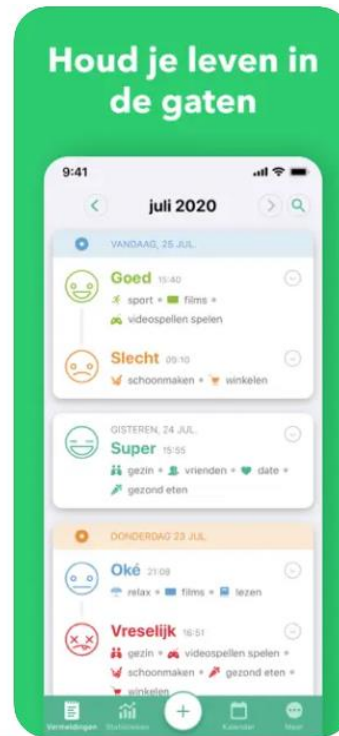 Houd je leven in
de gaten
9:41
juli 2020
VANDAAG, 25 JUL.
Goed 15:40
sport • films •
videospellen spelen
Slecht 09:10
schoonmaken • winkelen
GISTEREN, 24 JUL.
Super 15:55
gezin • vrienden • date •
gezond eten
DONDERDAG 23 JUL.
Oké 21:08
relax • films • lezen
Vreselijk 16:51
gezin • videospellen spelen •
schoonmaken • gezond eten •
winkelen
Vermeldingen Statistieken Kalender Meer